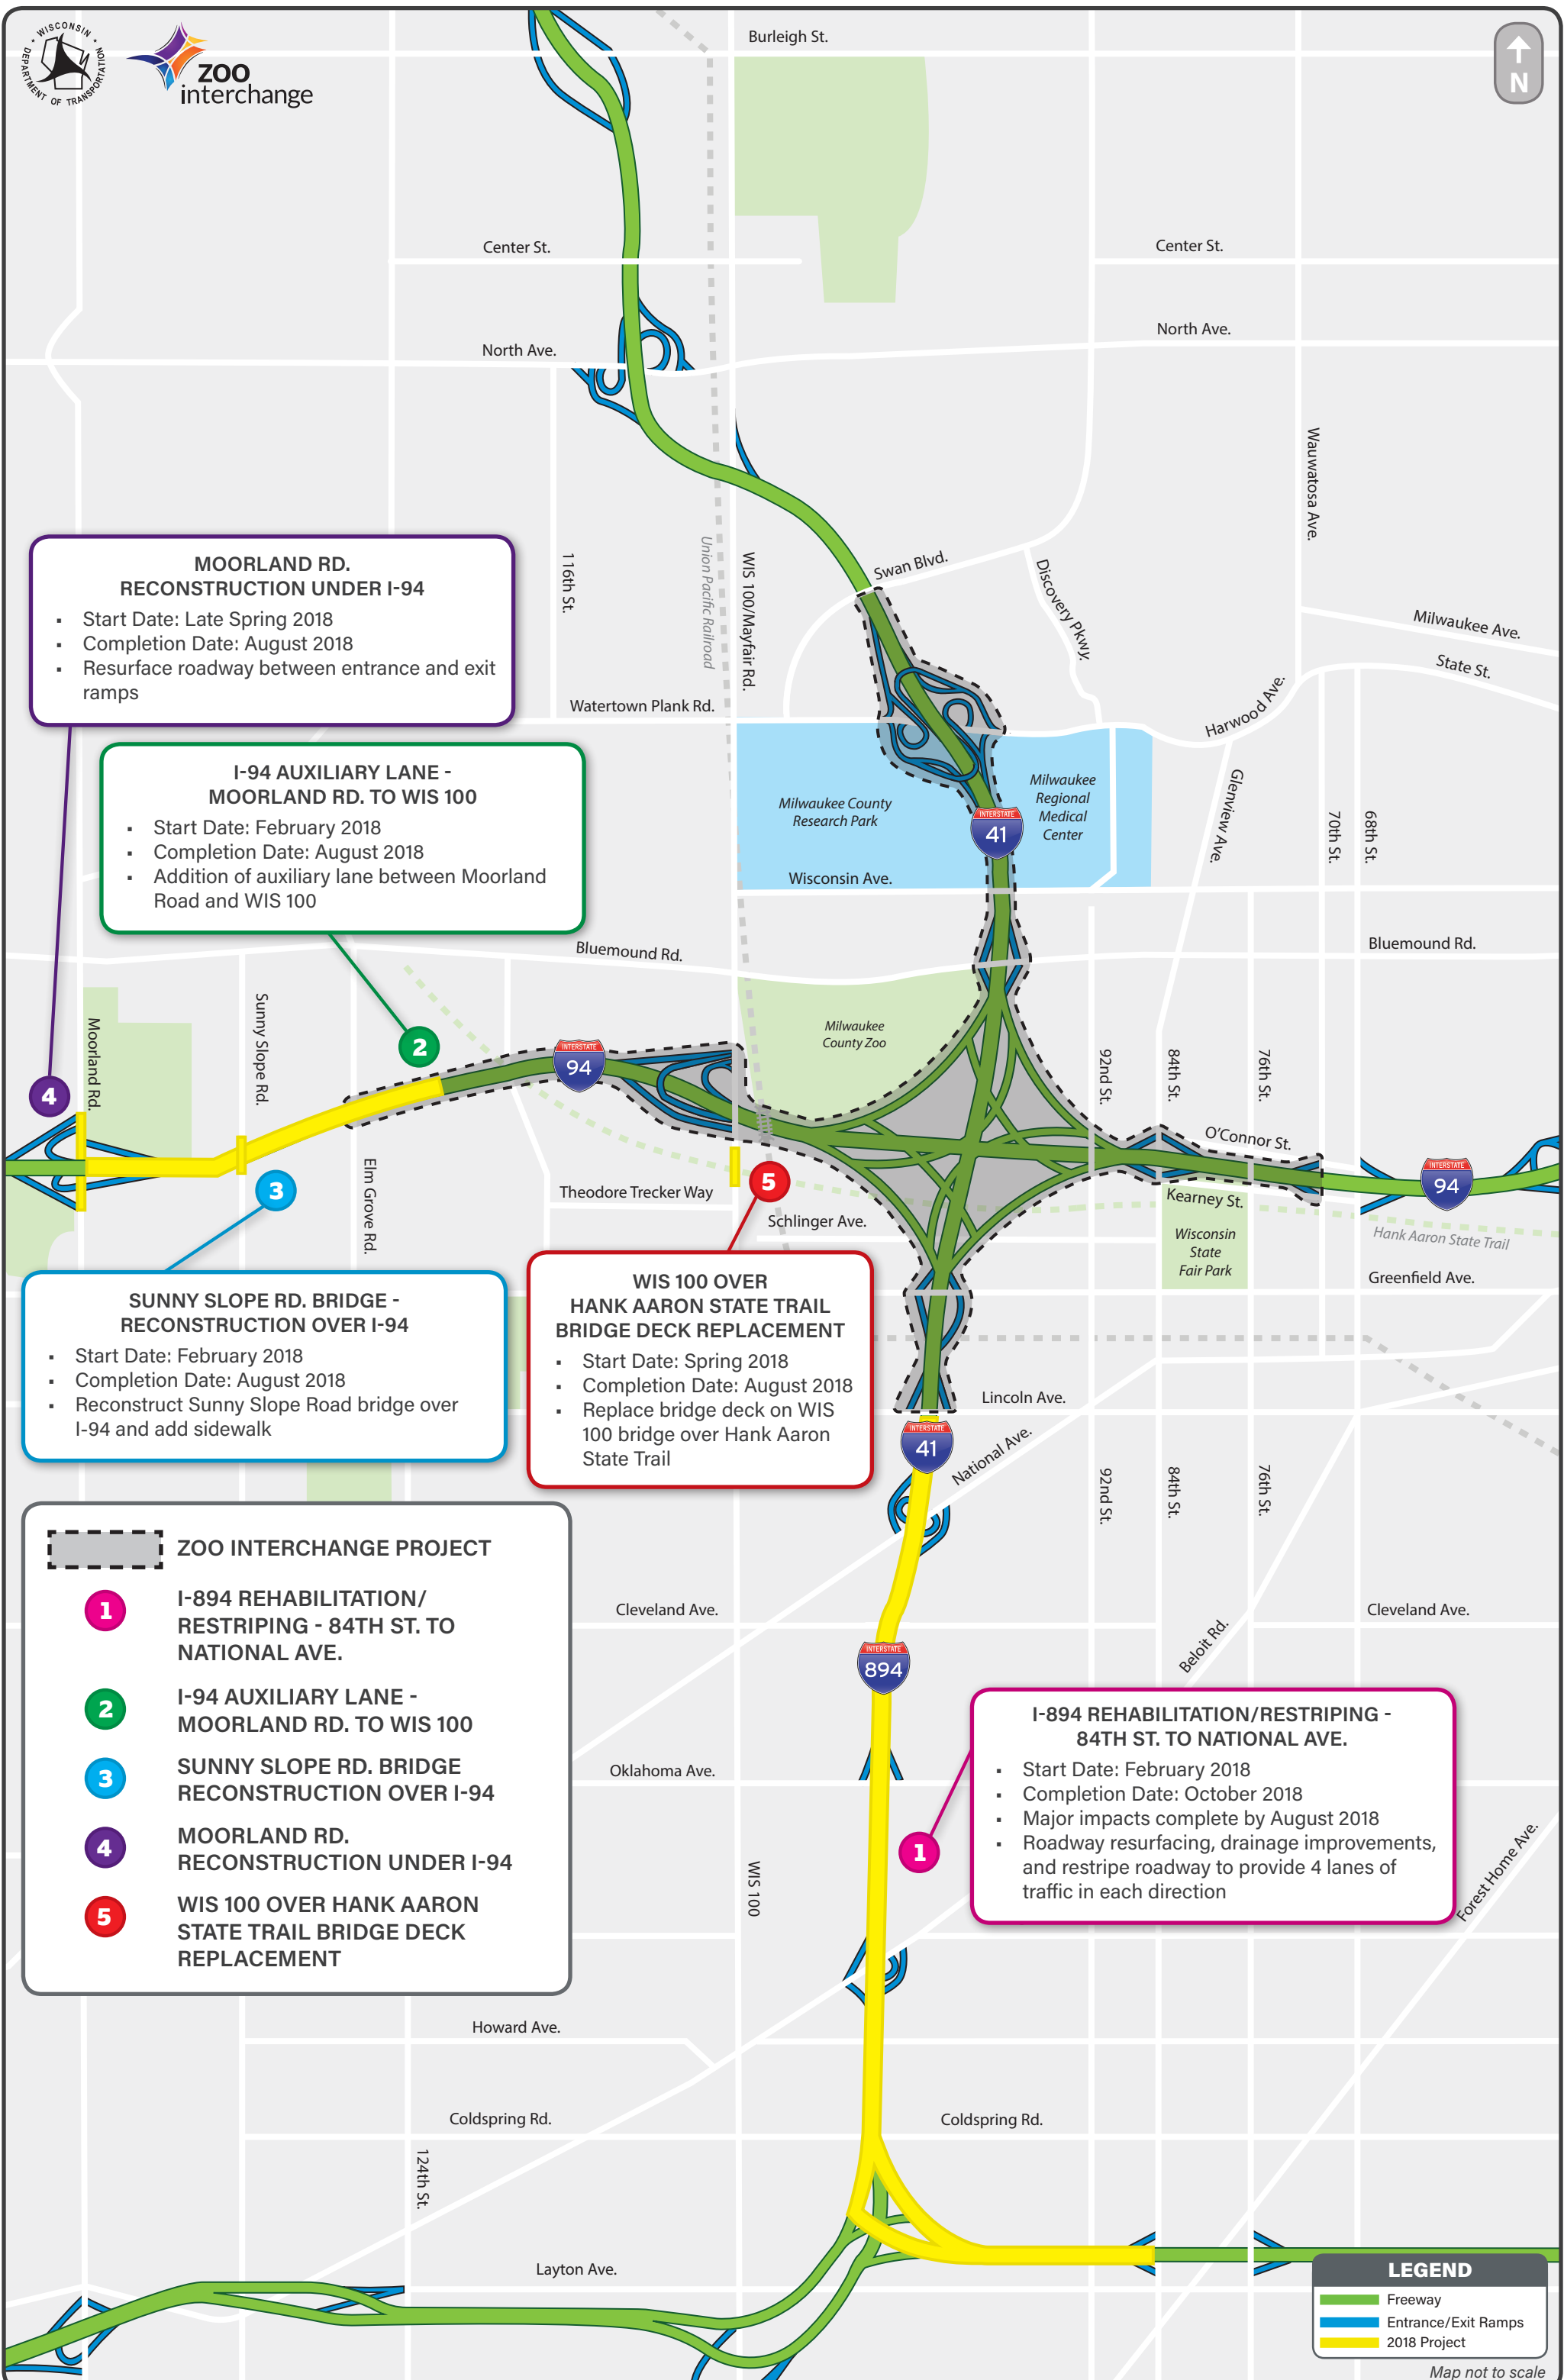 WISCONSIN
DEPARTMENT OF TRANSPORTATION
ZOO
interchange
N
Burleigh St.
Center St.
Center St.
North Ave.
North Ave.
Wauwatosa Ave.
Swan Blvd.
Discovery Pkwy.
116th St.
Union Pacific Railroad
WIS 100/Mayfair Rd.
Milwaukee Ave.
State St.
Harwood Ave.
Watertown Plank Rd.
MOORLAND RD.
RECONSTRUCTION UNDER I-94
▪ Start Date: Late Spring 2018
▪ Completion Date: August 2018
▪ Resurface roadway between entrance and exit
ramps
I-94 AUXILIARY LANE -
MOORLAND RD. TO WIS 100
▪ Start Date: February 2018
▪ Completion Date: August 2018
▪ Addition of auxiliary lane between Moorland
Road and WIS 100
Milwaukee County
Research Park
Milwaukee
Regional
Medical
Center
INTERSTATE
41
Glenview Ave.
70th St.
68th St.
Wisconsin Ave.
Bluemound Rd.
Bluemound Rd.
Milwaukee
County Zoo
Moorland Rd.
Sunny Slope Rd.
2
4
INTERSTATE
94
92nd St.
84th St.
76th St.
O'Connor St.
INTERSTATE
94
3
Elm Grove Rd.
5
Theodore Trecker Way
Schlinger Ave.
Kearney St.
Wisconsin
State
Fair Park
Hank Aaron State Trail
Greenfield Ave.
SUNNY SLOPE RD. BRIDGE -
RECONSTRUCTION OVER I-94
▪ Start Date: February 2018
▪ Completion Date: August 2018
▪ Reconstruct Sunny Slope Road bridge over
I-94 and add sidewalk
WIS 100 OVER
HANK AARON STATE TRAIL
BRIDGE DECK REPLACEMENT
▪ Start Date: Spring 2018
▪ Completion Date: August 2018
▪ Replace bridge deck on WIS
100 bridge over Hank Aaron
State Trail
Lincoln Ave.
INTERSTATE
41
National Ave.
92nd St.
84th St.
76th St.
ZOO INTERCHANGE PROJECT
1
I-894 REHABILITATION/
RESTRIPING - 84TH ST. TO
NATIONAL AVE.
2
I-94 AUXILIARY LANE -
MOORLAND RD. TO WIS 100
3
SUNNY SLOPE RD. BRIDGE
RECONSTRUCTION OVER I-94
4
MOORLAND RD.
RECONSTRUCTION UNDER I-94
5
WIS 100 OVER HANK AARON
STATE TRAIL BRIDGE DECK
REPLACEMENT
Cleveland Ave.
Cleveland Ave.
Beloit Rd.
INTERSTATE
894
Oklahoma Ave.
I-894 REHABILITATION/RESTRIPING -
84TH ST. TO NATIONAL AVE.
▪ Start Date: February 2018
▪ Completion Date: October 2018
▪ Major impacts complete by August 2018
▪ Roadway resurfacing, drainage improvements,
and restripe roadway to provide 4 lanes of
traffic in each direction
1
WIS 100
Forest Home Ave.
Howard Ave.
Coldspring Rd.
Coldspring Rd.
124th St.
Layton Ave.
LEGEND
Freeway
Entrance/Exit Ramps
2018 Project
Map not to scale